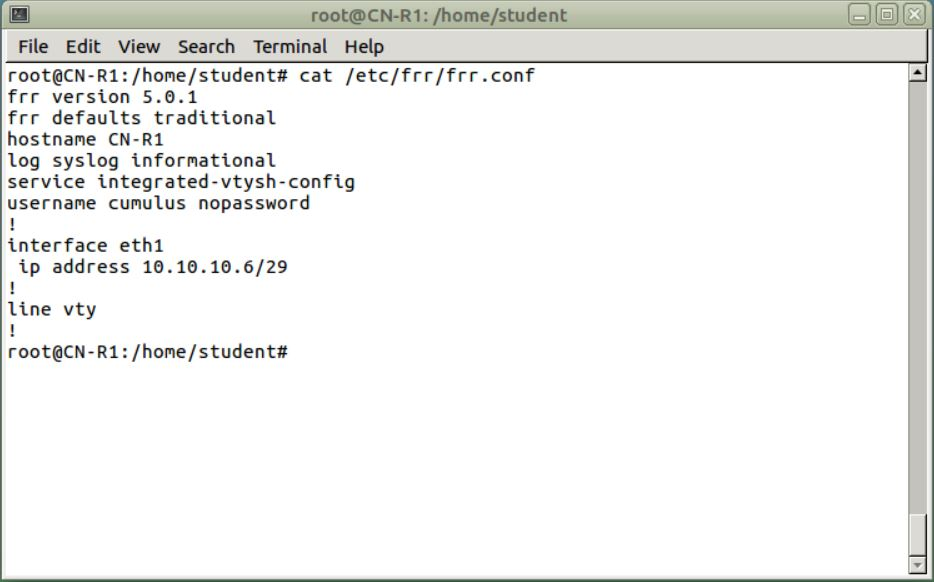 root@CN-R1: /home/student
File Edit View Search Terminal Help
root@CN-R1:/home/student# cat /etc/frr/frr.conf
frr version 5.0.1
frr defaults traditional
hostname CN-R1
log syslog informational
service integrated-vtysh-config
username cumulus nopassword
!
interface eth1
 ip address 10.10.10.6/29
!
line vty
!
root@CN-R1:/home/student#